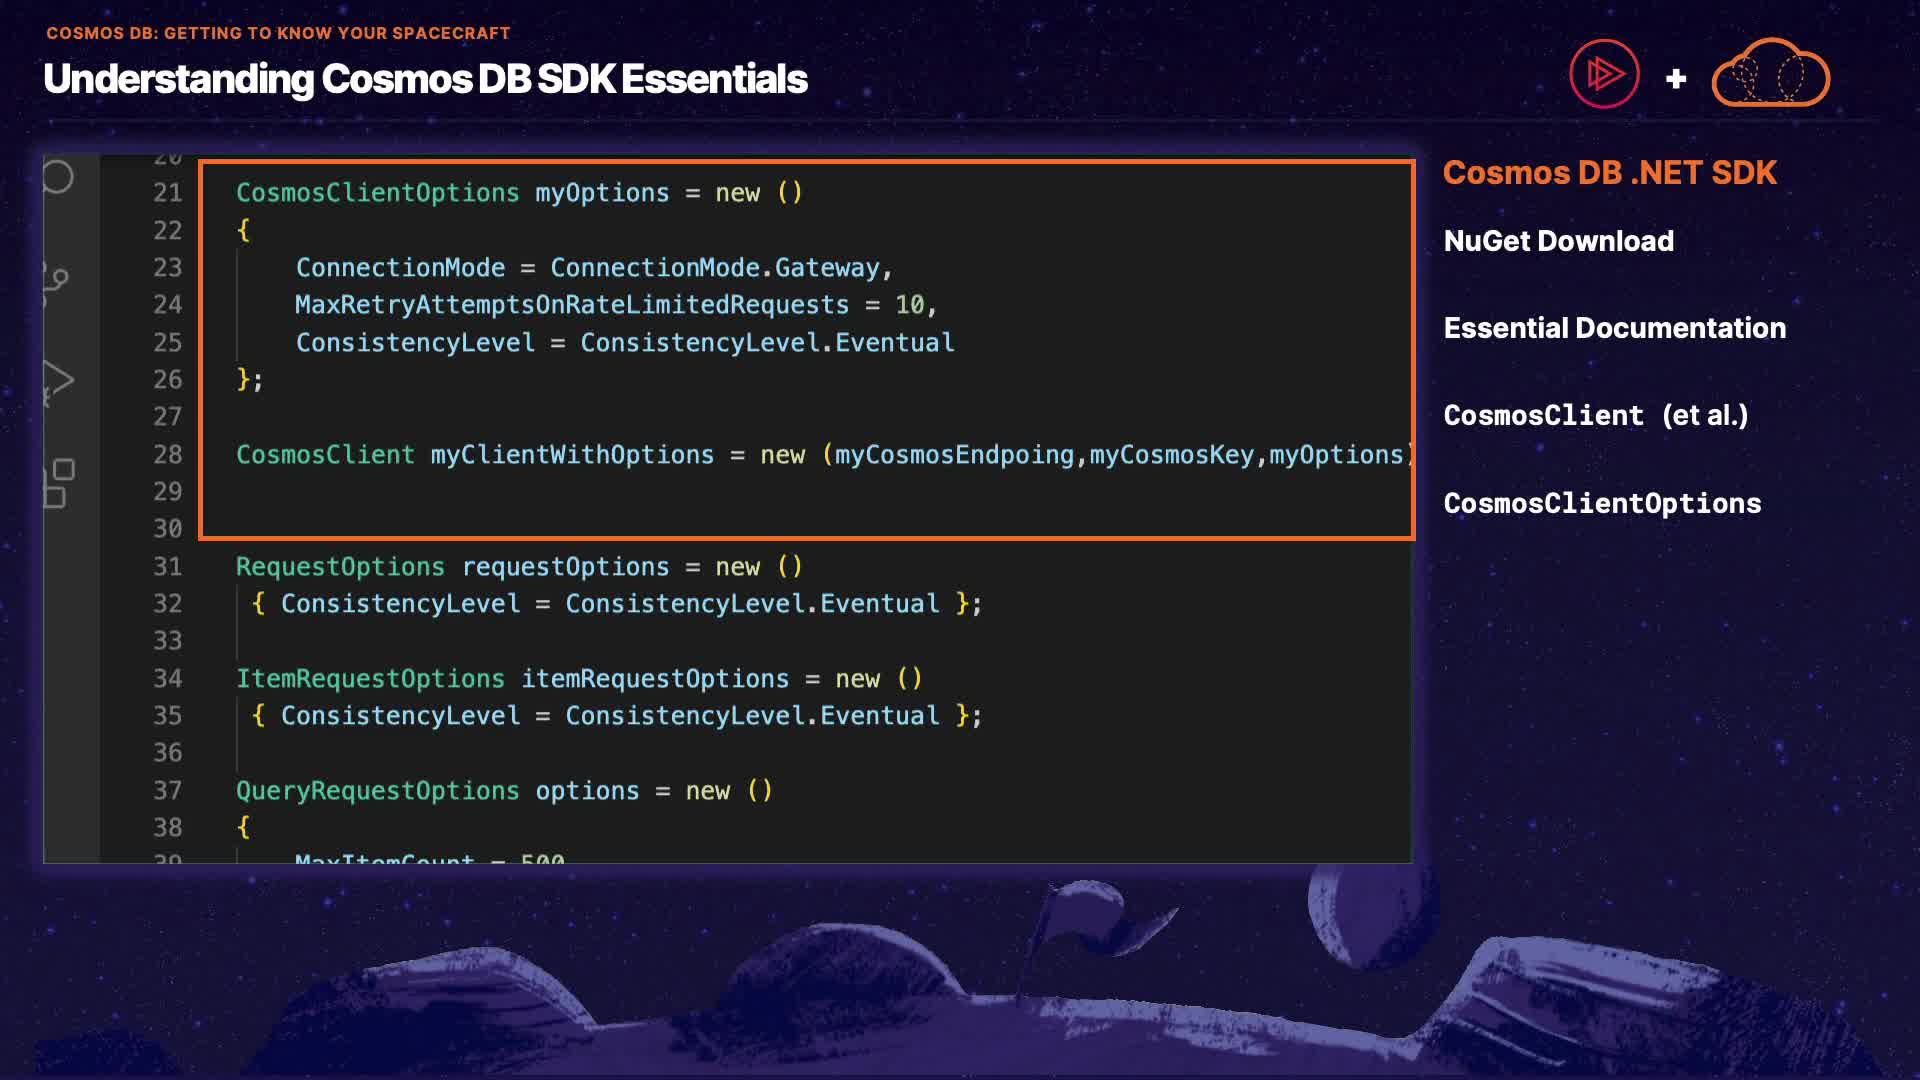 COSMOS DB: GETTING TO KNOW YOUR SPACECRAFT
Understanding Cosmos DB SDK Essentials
+
20
21 CosmosClientOptions myOptions = new ()
22 {
23 ConnectionMode = ConnectionMode.Gateway,
24 MaxRetryAttemptsOnRateLimitedRequests = 10,
25 ConsistencyLevel = ConsistencyLevel.Eventual
26 };
27
28 CosmosClient myClientWithOptions = new (myCosmosEndpoing,myCosmosKey,myOptions)
29
30
31 RequestOptions requestOptions = new ()
32 { ConsistencyLevel = ConsistencyLevel.Eventual };
33
34 ItemRequestOptions itemRequestOptions = new ()
35 { ConsistencyLevel = ConsistencyLevel.Eventual };
36
37 QueryRequestOptions options = new ()
38 {
39 MaxItemCount = 500
Cosmos DB .NET SDK
NuGet Download
Essential Documentation
CosmosClient (et al.)
CosmosClientOptions